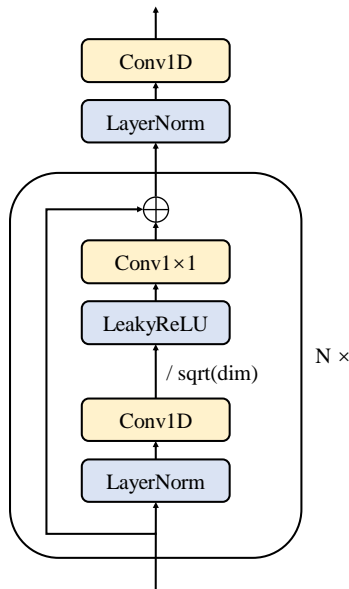 Conv1D
LayerNorm
Conv1×1
LeakyReLU
N ×
/ sqrt(dim)
Conv1D
LayerNorm